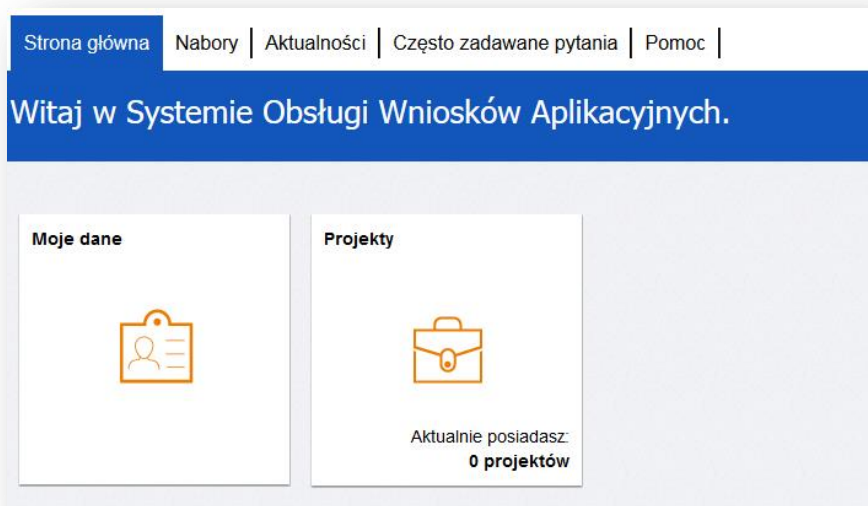 Strona główna Nabory Aktualności Często zadawane pytania Pomoc
Witaj w Systemie Obsługi Wniosków Aplikacyjnych.
Moje dane
Projekty
Aktualnie posiadasz:
0 projektów